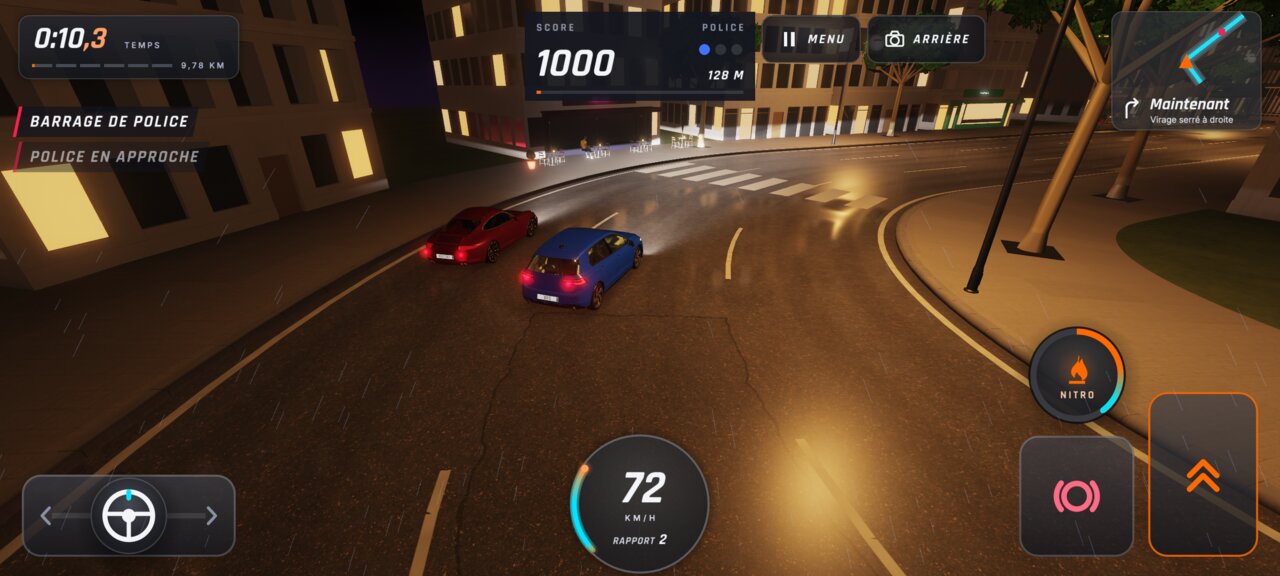 0:10,3 TEMPS
9,78 KM
BARRAGE DE POLICE
POLICE EN APPROCHE
SCORE POLICE
1000
128 M
MENU
ARRIÈRE
Maintenant
Virage serré à droite
NITRO
72
KM/H
RAPPORT 2